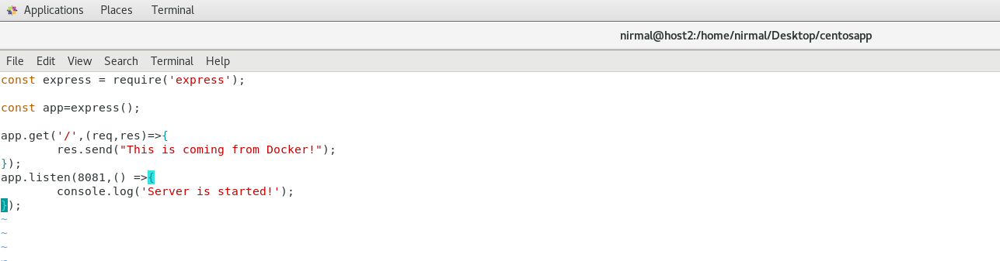 Applications Places Terminal
nirmal@host2:/home/nirmal/Desktop/centosapp
File Edit View Search Terminal Help
const express = require('express');
const app=express();
app.get('/',(req,res)=>{
        res.send("This is coming from Docker!");
});
app.listen(8081,() =>{
        console.log('Server is started!');
});
~
~
~
~